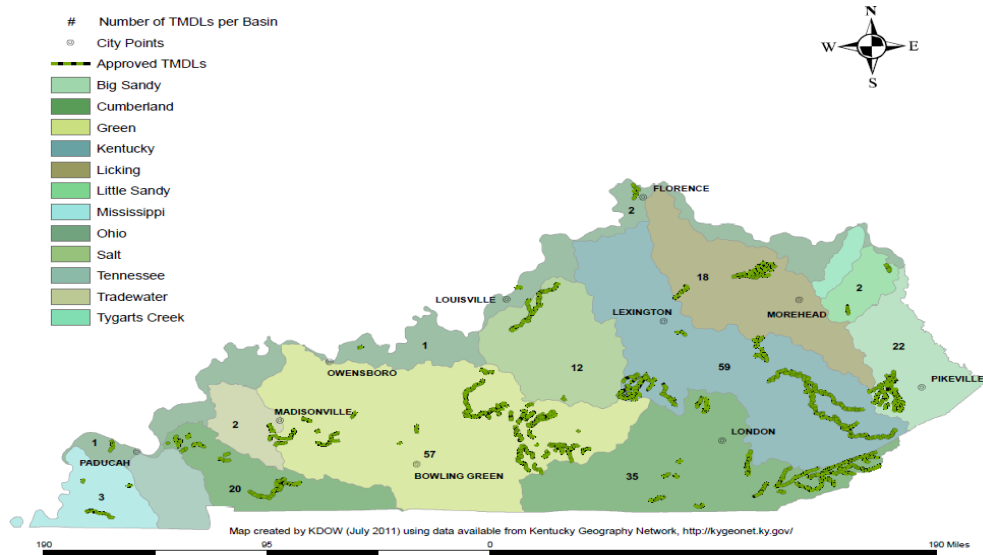 # Number of TMDLs per Basin
City Points
Approved TMDLs
Big Sandy
Cumberland
Green
Kentucky
Licking
Little Sandy
Mississippi
Ohio
Salt
Tennessee
Tradewater
Tygarts Creek
N
W E
S
FLORENCE
2
18
LOUISVILLE
2
LEXINGTON
MOREHEAD
1
22
OWENSBORO
12
59
PIKEVILLE
MADISONVILLE
2
1
LONDON
PADUCAH
57
BOWLING GREEN
35
3
20
Map created by KDOW (July 2011) using data available from Kentucky Geography Network, http://kygeonet.ky.gov/
190 95 0 190 Miles